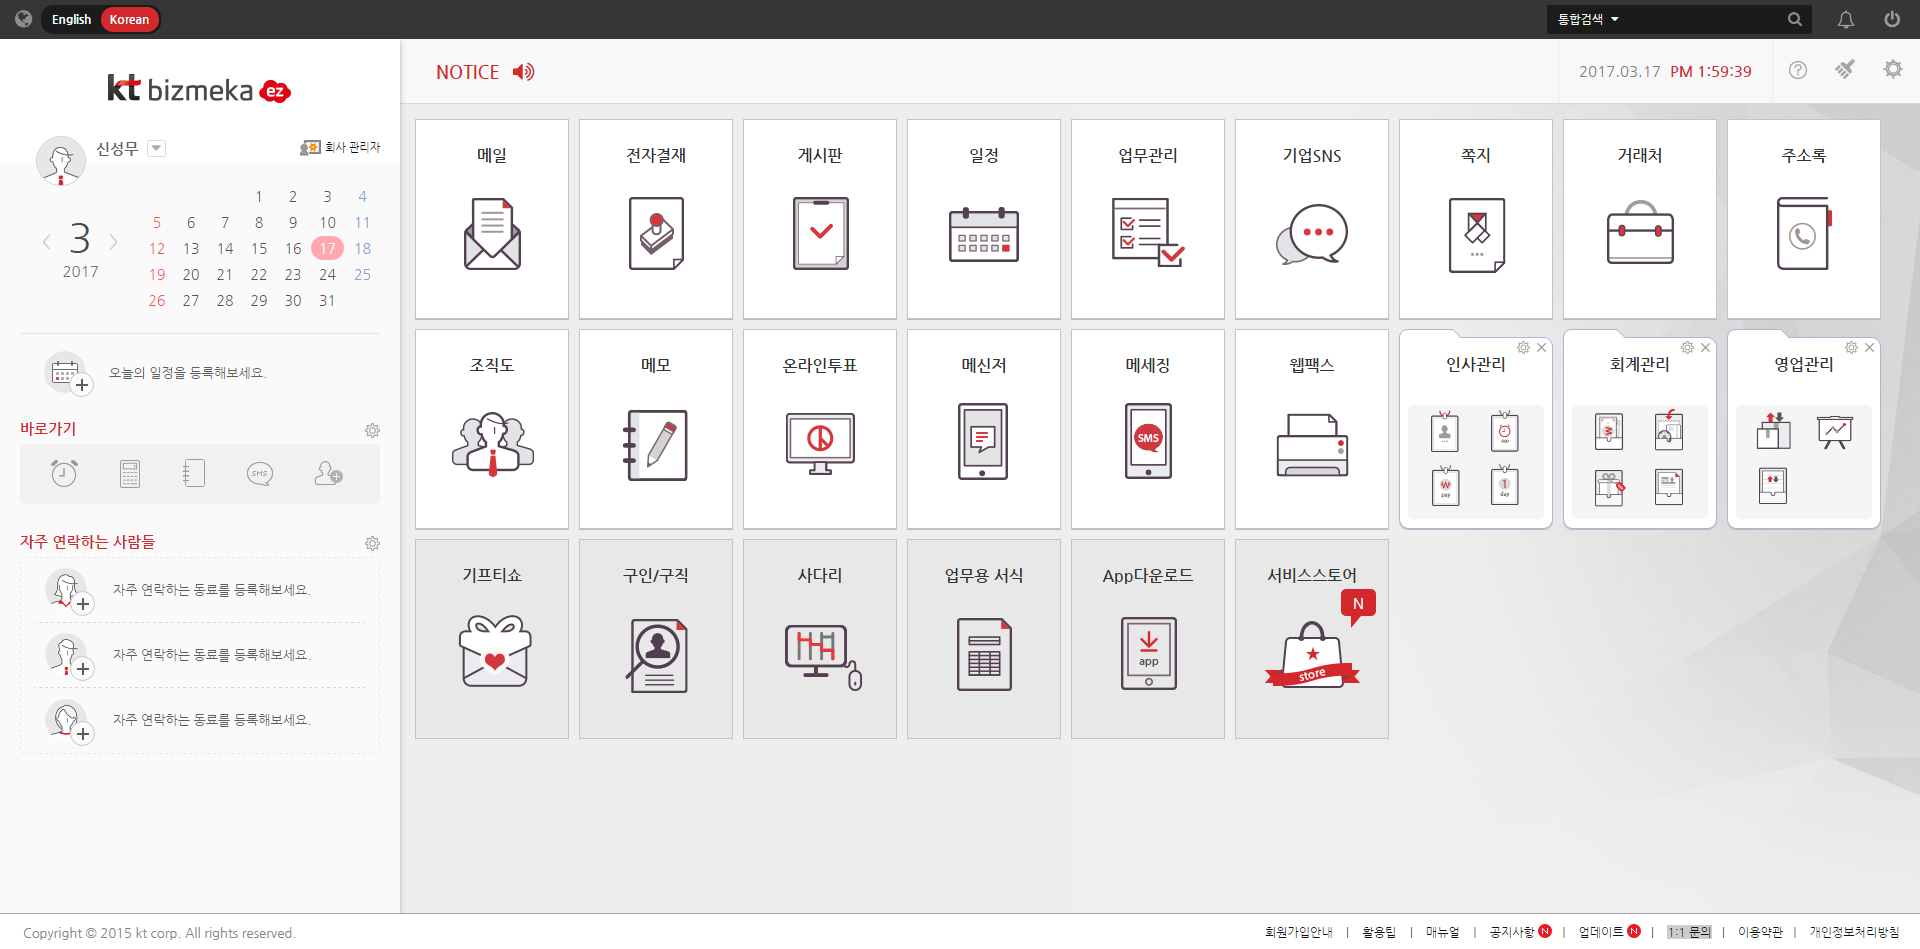 English Korean
통합검색
kt bizmeka ez
NOTICE
2017.03.17 PM 1:59:39
신성무
회사 관리자
1 2 3 4
5 6 7 8 9 10 11
12 13 14 15 16 17 18
19 20 21 22 23 24 25
26 27 28 29 30 31
3
2017
오늘의 일정을 등록해보세요.
바로가기
SMS
자주 연락하는 사람들
자주 연락하는 동료를 등록해보세요.
자주 연락하는 동료를 등록해보세요.
자주 연락하는 동료를 등록해보세요.
메일 전자결재 게시판 일정 업무관리 기업SNS 쪽지 거래처 주소록
조직도 메모 온라인투표 메신저 메세징 웹팩스 인사관리 회계관리 영업관리
SMS
pay
1
day
기프티쇼 구인/구직 사다리 업무용 서식 App다운로드 서비스스토어
N
app
store
Copyright © 2015 kt corp. All rights reserved.
회원가입안내 | 활용팁 | 매뉴얼 | 공지사항 N | 업데이트 N | 1:1 문의 | 이용약관 | 개인정보처리방침